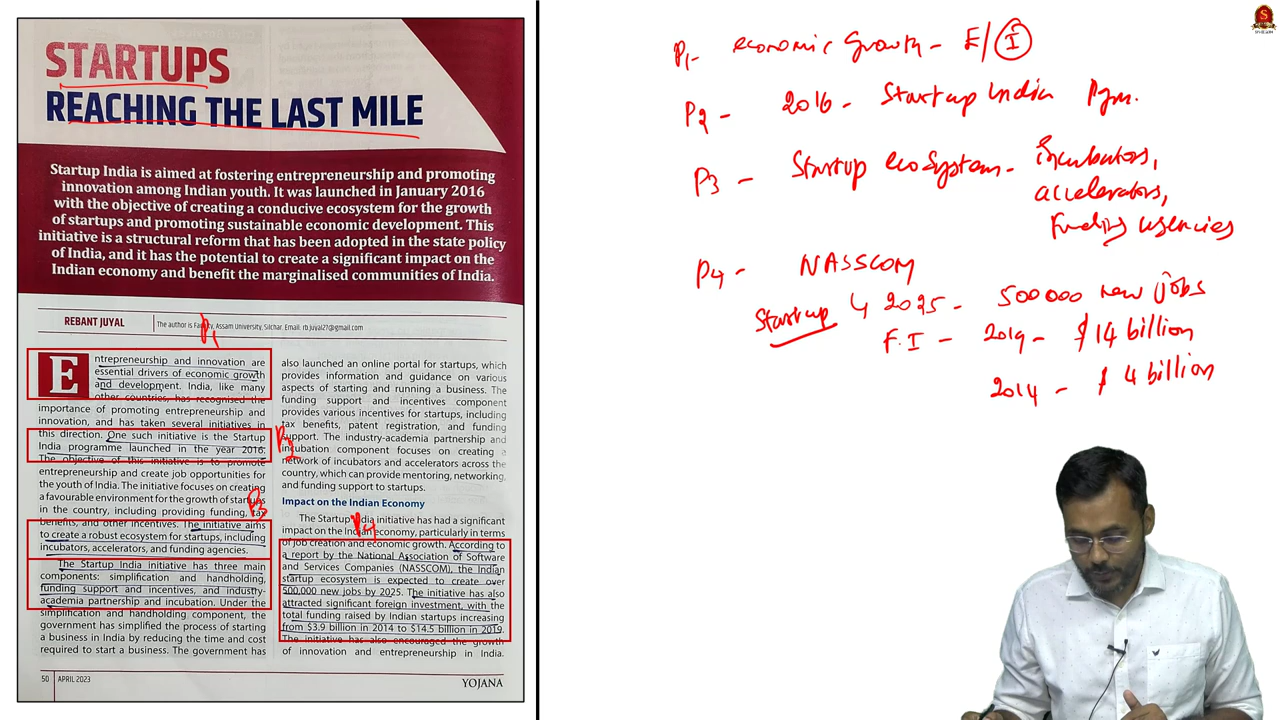 STARTUPS
REACHING THE LAST MILE
Startup India is aimed at fostering entrepreneurship and promoting
innovation among Indian youth. It was launched in January 2016
with the objective of creating a conducive ecosystem for the growth
of startups and promoting sustainable economic development. This
initiative is a structural reform that has been adopted in the state policy
of India, and it has the potential to create a significant impact on the
Indian economy and benefit the marginalised communities of India.
REBANT JUYAL
The author is Faculty, Assam University, Silchar. Email: rb.juyal27@gmail.com
P1
Entrepreneurship and innovation are
essential drivers of economic growth
and development. India, like many
other countries, has recognised the
importance of promoting entrepreneurship and
innovation, and has taken several initiatives in
this direction. One such initiative is the Startup
India programme launched in the year 2016.
P2
The objective of this initiative is to promote
entrepreneurship and create job opportunities for
the youth of India. The initiative focuses on creating
a favourable environment for the growth of startups
in the country, including providing funding, tax
P3
benefits, and other incentives. The initiative aims
to create a robust ecosystem for startups, including
incubators, accelerators, and funding agencies.
The Startup India initiative has three main
components: simplification and handholding,
funding support and incentives, and industry-
academia partnership and incubation. Under the
simplification and handholding component, the
government has simplified the process of starting
a business in India by reducing the time and cost
required to start a business. The government has
also launched an online portal for startups, which
provides information and guidance on various
aspects of starting and running a business. The
funding support and incentives component
provides various incentives for startups, including
tax benefits, patent registration, and funding
support. The industry-academia partnership and
incubation component focuses on creating a
network of incubators and accelerators across the
country, which can provide mentoring, networking,
and funding support to startups.
Impact on the Indian Economy
The Startup India initiative has had a significant
P4
impact on the Indian economy, particularly in terms
of job creation and economic growth. According to
a report by the National Association of Software
and Services Companies (NASSCOM), the Indian
startup ecosystem is expected to create over
500,000 new jobs by 2025. The initiative has also
attracted significant foreign investment, with the
total funding raised by Indian startups increasing
from $3.9 billion in 2014 to $14.5 billion in 2019.
The initiative has also encouraged the growth
of innovation and entrepreneurship in India.
50 APRIL 2023 YOJANA
P1- economic Growth - E/I
P2 - 2016 - Startup India Pgm.
P3 - Startup ecosystem - incubators,
accelerators,
Funding agencies
P4 - NASSCOM
Startup ↳ 2025 - 500000 new jobs
F.I - 2019 - $14 billion
2014 - $4 billion